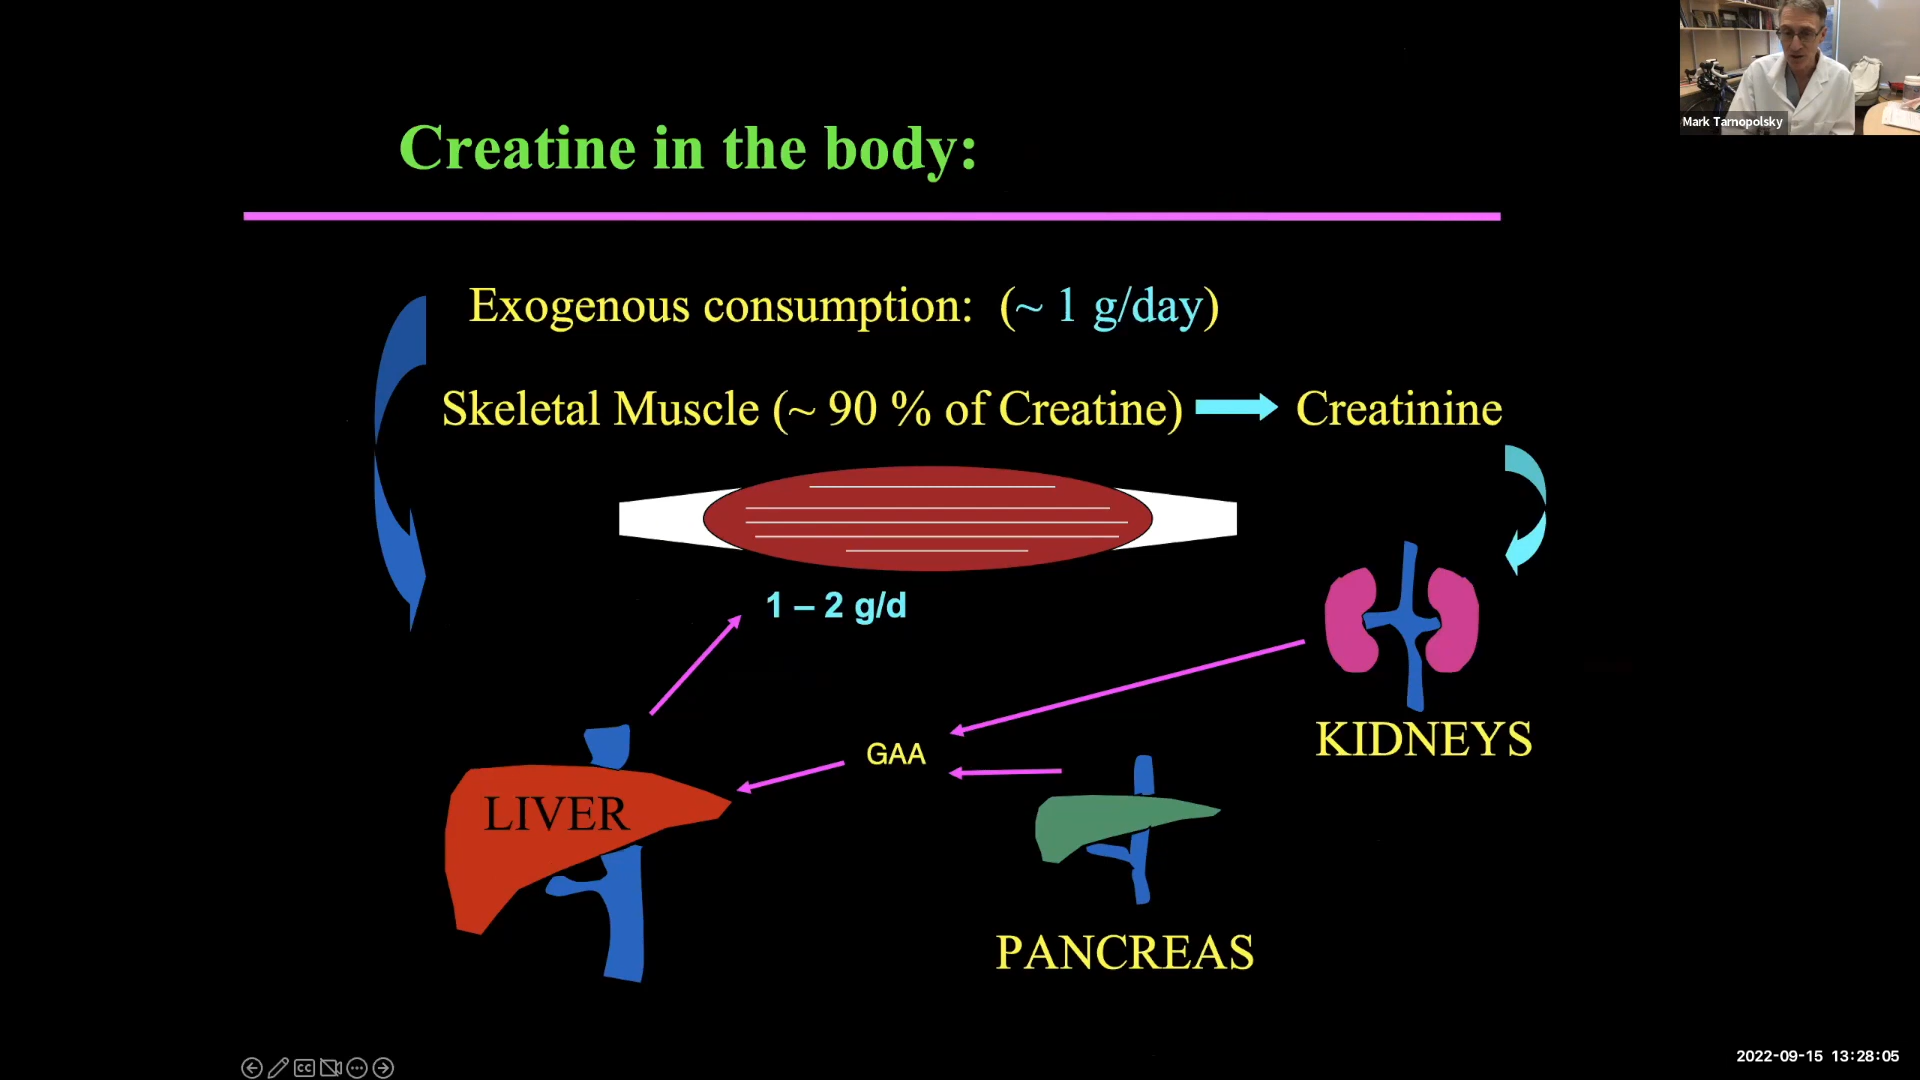 Mark Tarnopolsky
Creatine in the body:
Exogenous consumption: (~ 1 g/day)
Skeletal Muscle (~ 90 % of Creatine) Creatinine
1 – 2 g/d
KIDNEYS
GAA
LIVER
PANCREAS
CC
2022-09-15 13:28:05